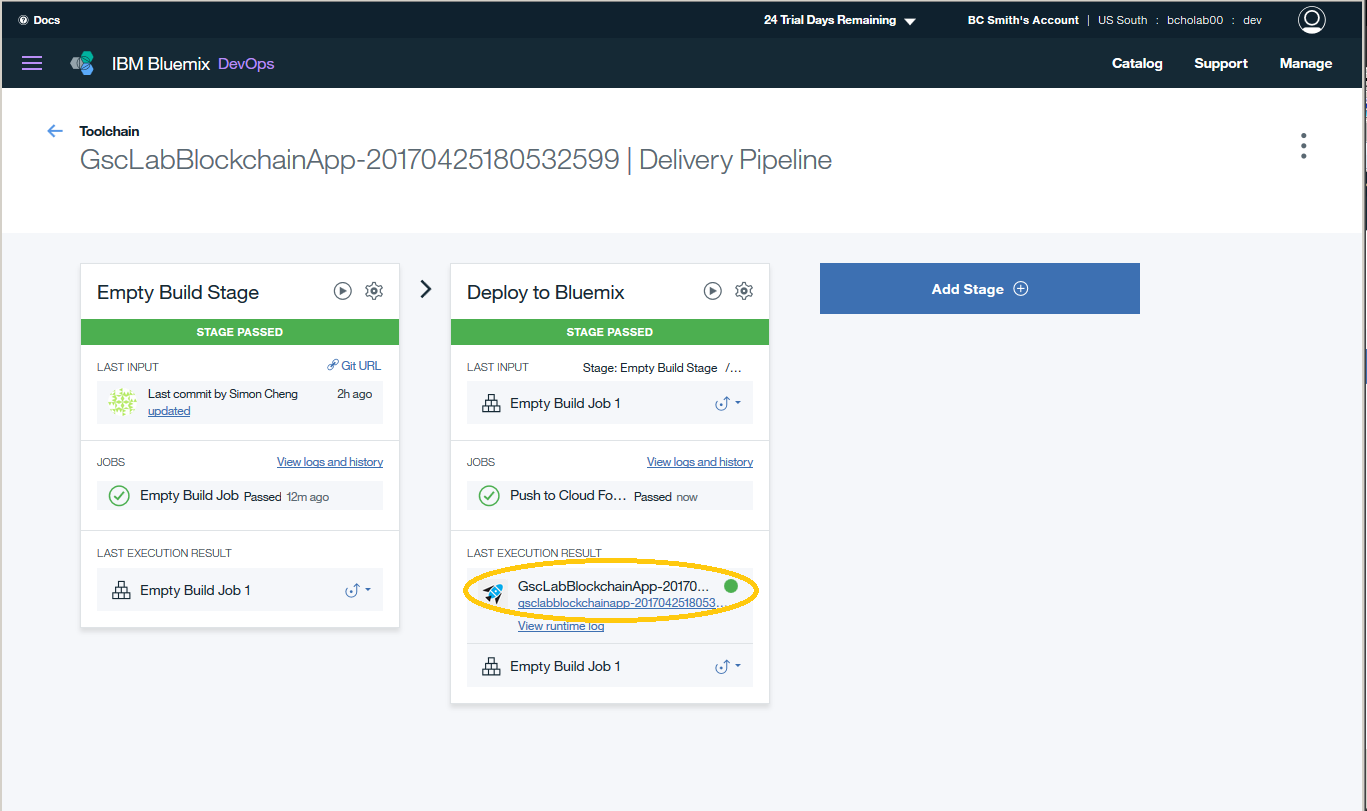 Docs
24 Trial Days Remaining
BC Smith's Account | US South : bcholab00 : dev
IBM Bluemix DevOps
Catalog Support Manage
Toolchain
GscLabBlockchainApp-20170425180532599 | Delivery Pipeline
Empty Build Stage
STAGE PASSED
LAST INPUT Git URL
Last commit by Simon Cheng 2h ago
updated
JOBS View logs and history
Empty Build Job Passed 12m ago
LAST EXECUTION RESULT
Empty Build Job 1
Deploy to Bluemix
STAGE PASSED
LAST INPUT Stage: Empty Build Stage /...
Empty Build Job 1
JOBS View logs and history
Push to Cloud Fo... Passed now
LAST EXECUTION RESULT
GscLabBlockchainApp-20170...
gsclabblockchainapp-2017042518053...
View runtime log
Empty Build Job 1
Add Stage